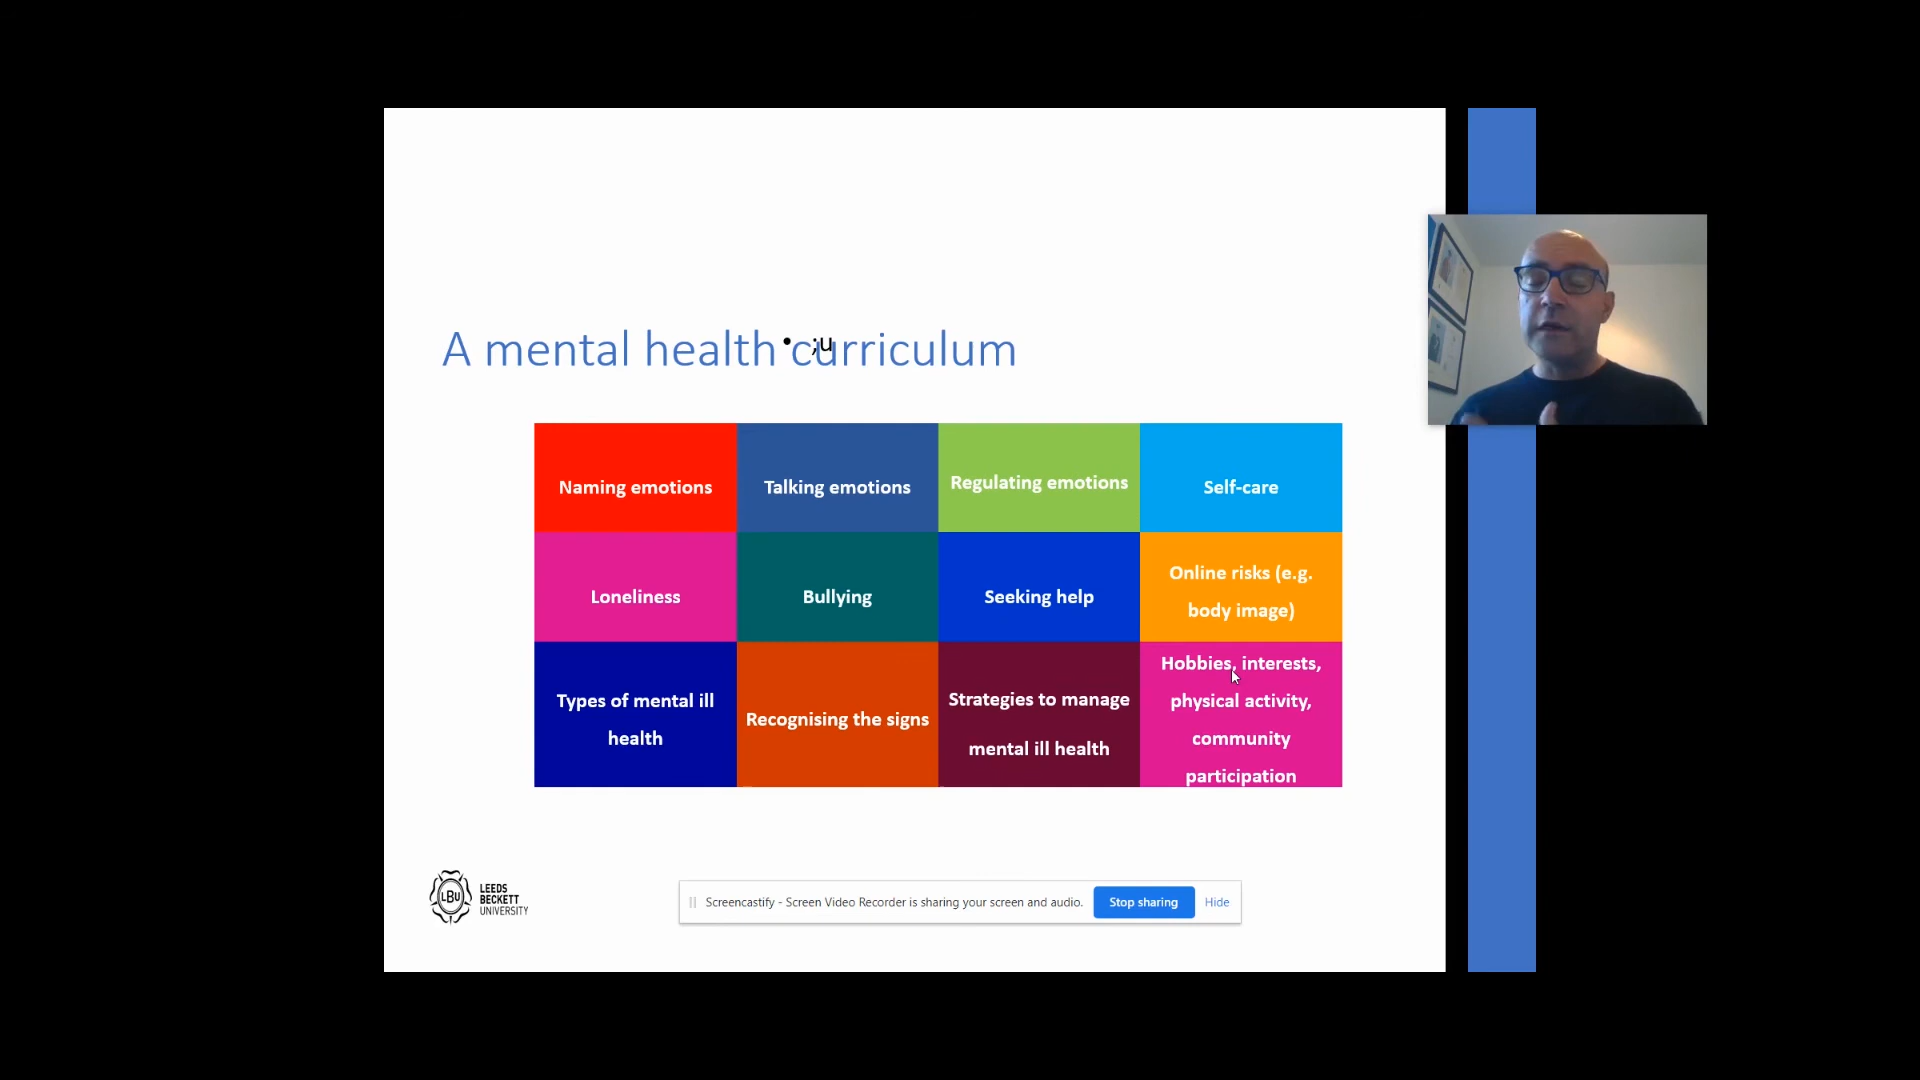 A mental health curriculum
• ;u
Naming emotions
Talking emotions
Regulating emotions
Self-care
Loneliness
Bullying
Seeking help
Online risks (e.g.
body image)
Types of mental ill
health
Recognising the signs
Strategies to manage
mental ill health
Hobbies, interests,
physical activity,
community
participation
LBU
LEEDS
BECKETT
UNIVERSITY
Screencastify - Screen Video Recorder is sharing your screen and audio.
Stop sharing
Hide